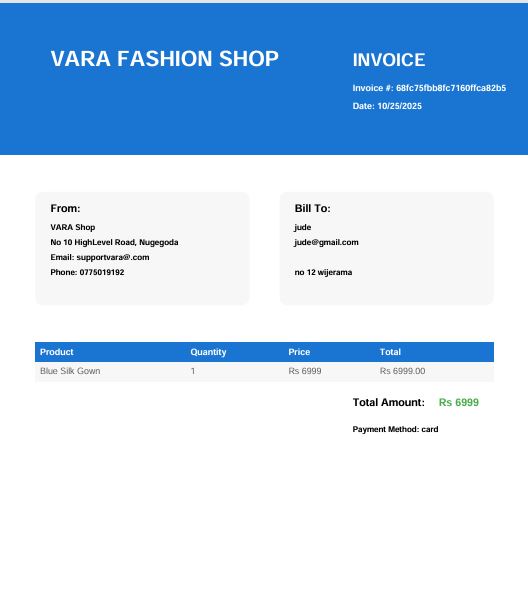 VARA FASHION SHOP
INVOICE
Invoice #: 68fc75fbb8fc7160ffca82b5
Date: 10/25/2025
From:
VARA Shop
No 10 HighLevel Road, Nugegoda
Email: supportvara@.com
Phone: 0775019192
Bill To:
jude
jude@gmail.com
no 12 wijerama
Product Quantity Price Total
Blue Silk Gown 1 Rs 6999 Rs 6999.00
Total Amount: Rs 6999
Payment Method: card